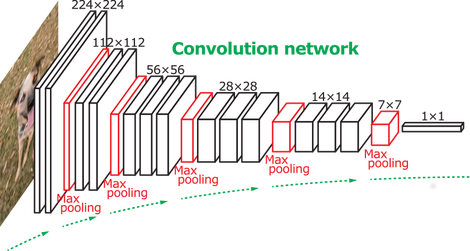 224×224
112×112
Convolution network
56×56
28×28
14×14
7×7
1×1
Max
pooling
Max
pooling
Max
pooling
Max
pooling
Max
pooling